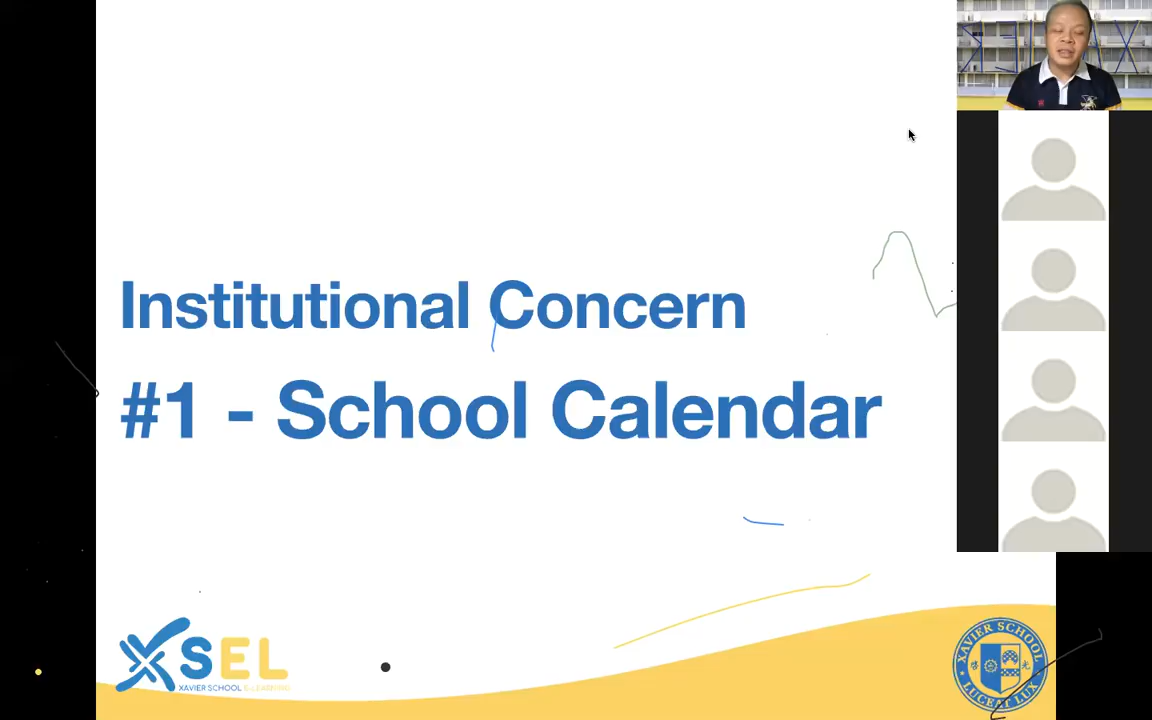 Institutional Concern
#1 - School Calendar
XSEL
XAVIER SCHOOL E-LEARNING
XAVIER SCHOOL
LUCEAT LUX